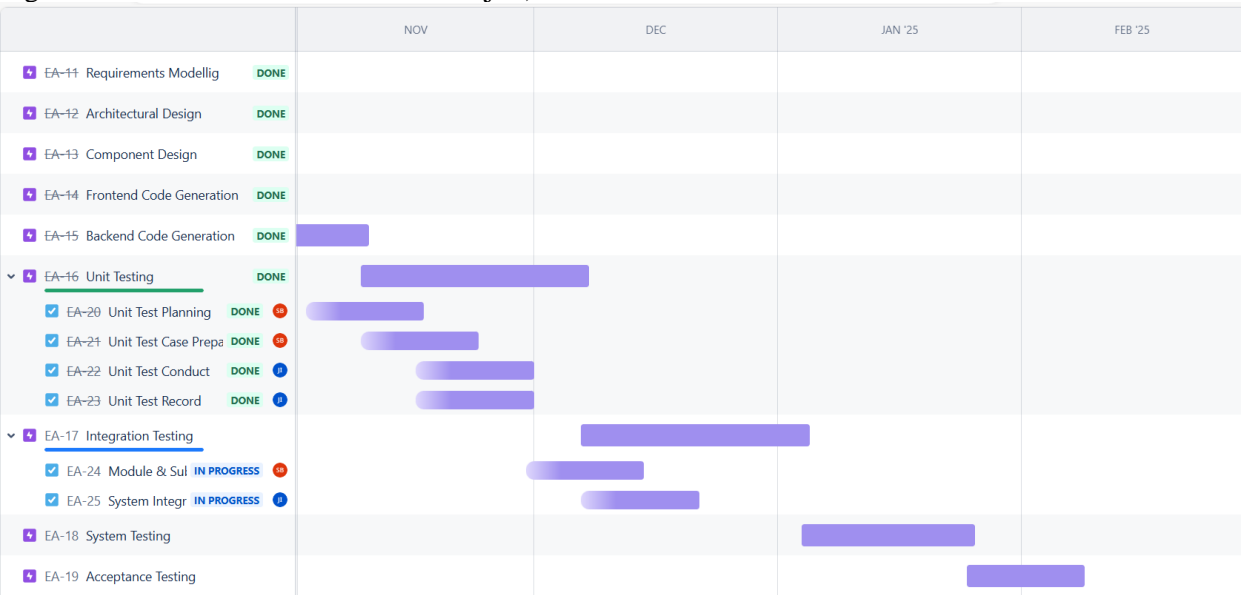 NOV DEC JAN '25 FEB '25
EA-11 Requirements Modellig DONE
EA-12 Architectural Design DONE
EA-13 Component Design DONE
EA-14 Frontend Code Generation DONE
EA-15 Backend Code Generation DONE
EA-16 Unit Testing DONE
EA-20 Unit Test Planning DONE SB
EA-21 Unit Test Case Prepa DONE SB
EA-22 Unit Test Conduct DONE JI
EA-23 Unit Test Record DONE JI
EA-17 Integration Testing
EA-24 Module & Sul IN PROGRESS SB
EA-25 System Integr IN PROGRESS JI
EA-18 System Testing
EA-19 Acceptance Testing